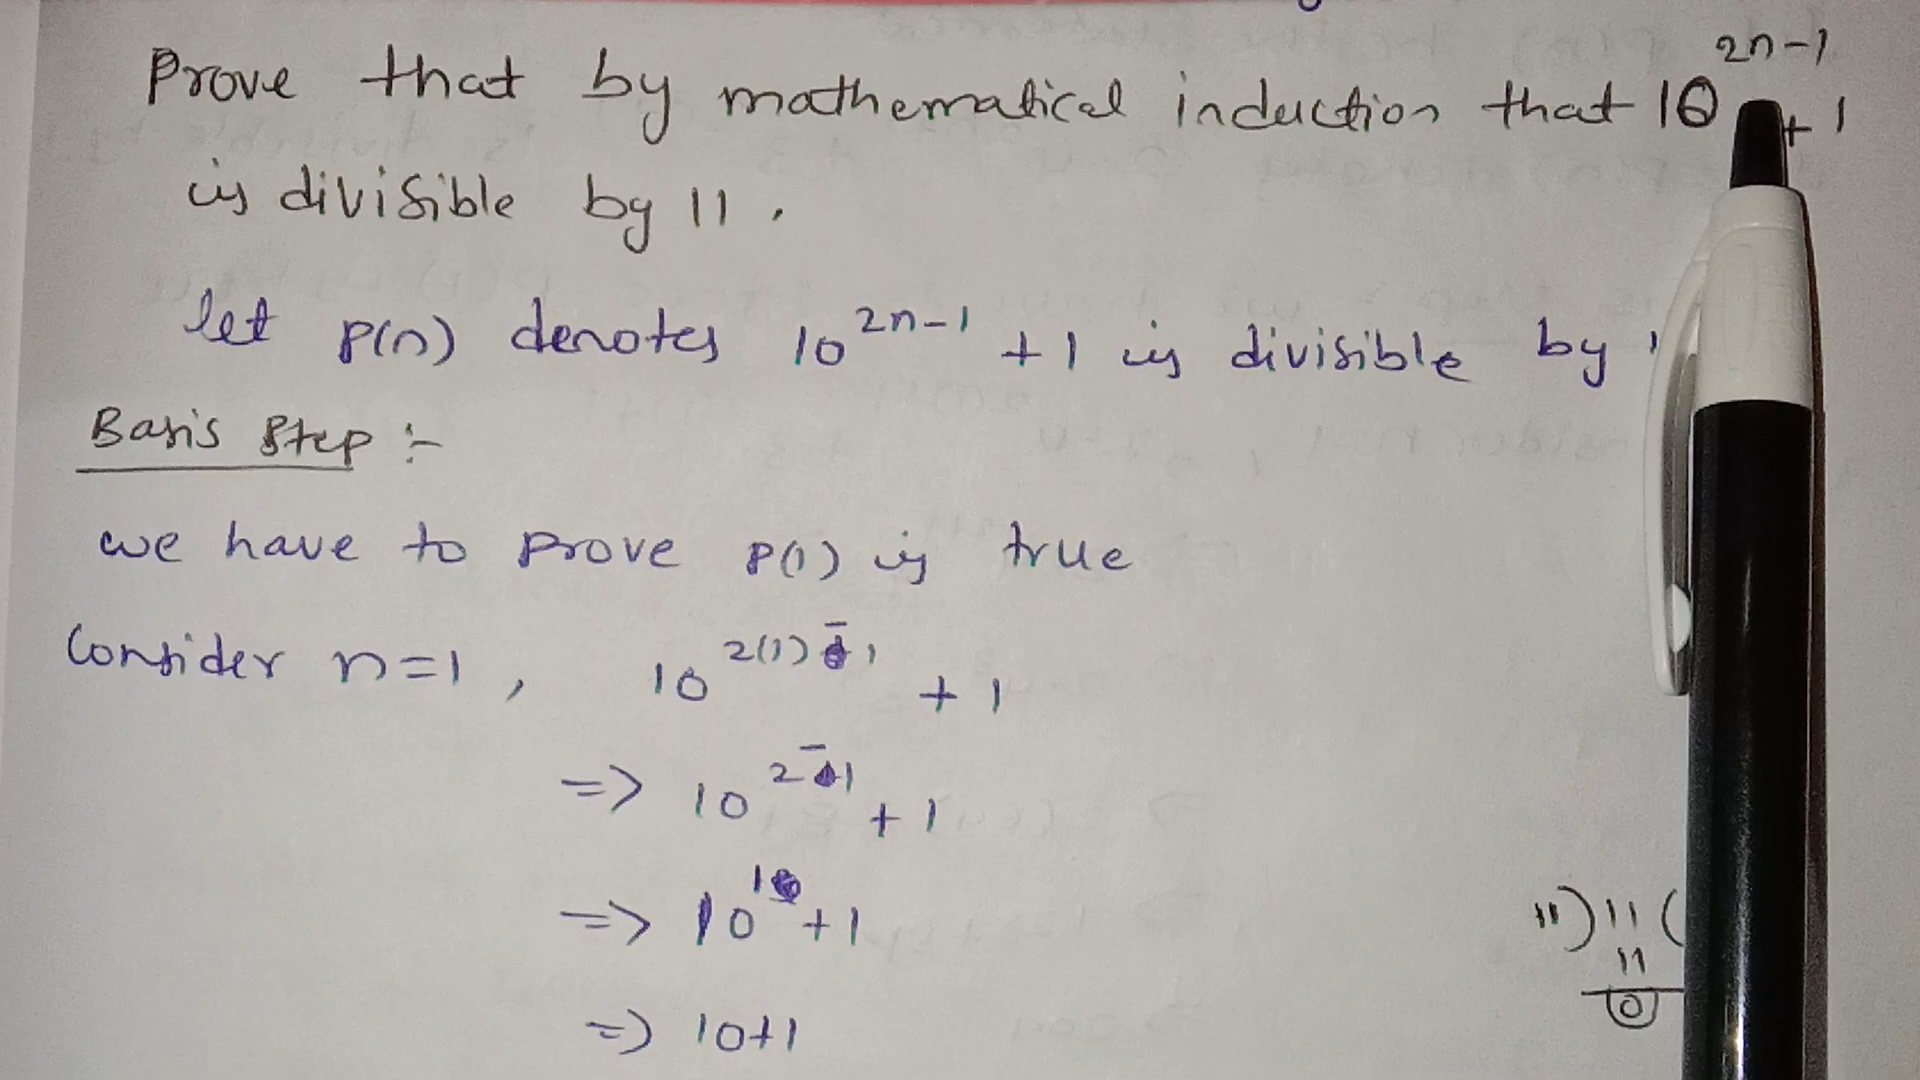 Prove that by mathematical induction that 10^{2n-1} + 1
is divisible by 11.
let P(n) denotes 10^{2n-1} + 1 is divisible by
Basis Step :-
we have to prove P(1) is true
Consider n=1, 10^{2(1)-1} + 1
=> 10^{2-1} + 1
=> 10^1 + 1
11)11(
11
0
=> 10+1